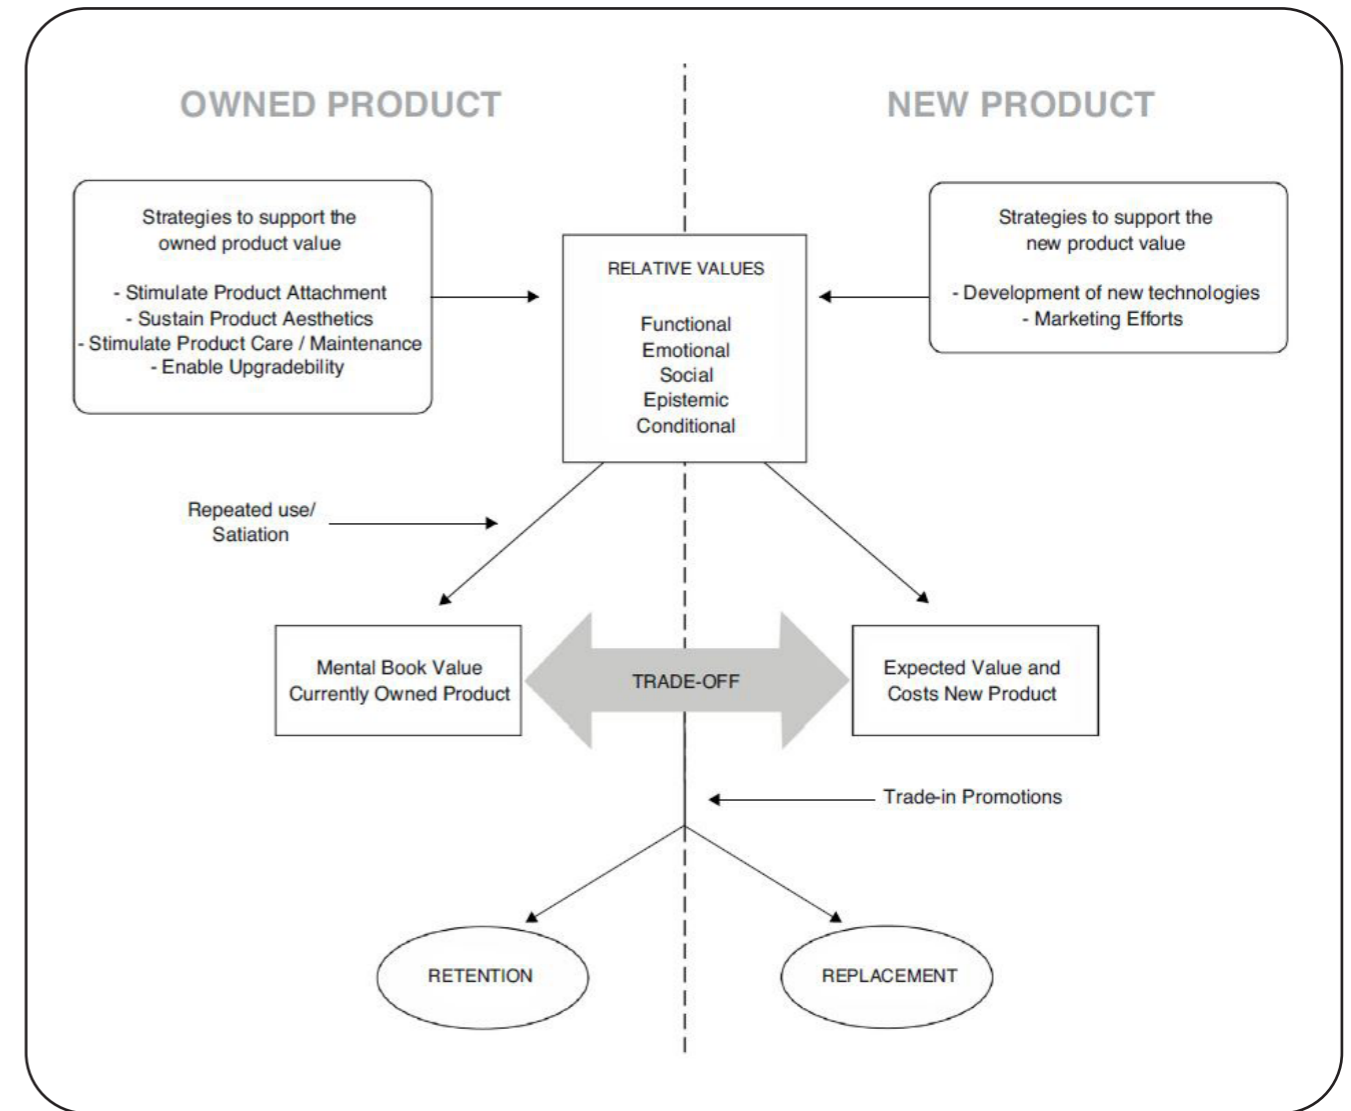 OWNED PRODUCT
NEW PRODUCT
Strategies to support the
owned product value
- Stimulate Product Attachment
- Sustain Product Aesthetics
- Stimulate Product Care / Maintenance
- Enable Upgradebility
RELATIVE VALUES
Functional
Emotional
Social
Epistemic
Conditional
Strategies to support the
new product value
- Development of new technologies
- Marketing Efforts
Repeated use/
Satiation
Mental Book Value
Currently Owned Product
TRADE-OFF
Expected Value and
Costs New Product
Trade-in Promotions
RETENTION
REPLACEMENT